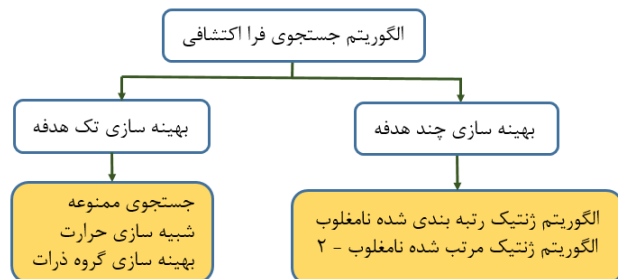 الگوریتم جستجوی فرا اکتشافی
بهینه سازی چند هدفه
بهینه سازی تک هدفه
الگوریتم ژنتیک رتبه بندی شده نامغلوب
الگوریتم ژنتیک مرتب شده نامغلوب - ۲
جستجوی ممنوعه
شبیه سازی حرارت
بهینه سازی گروه ذرات